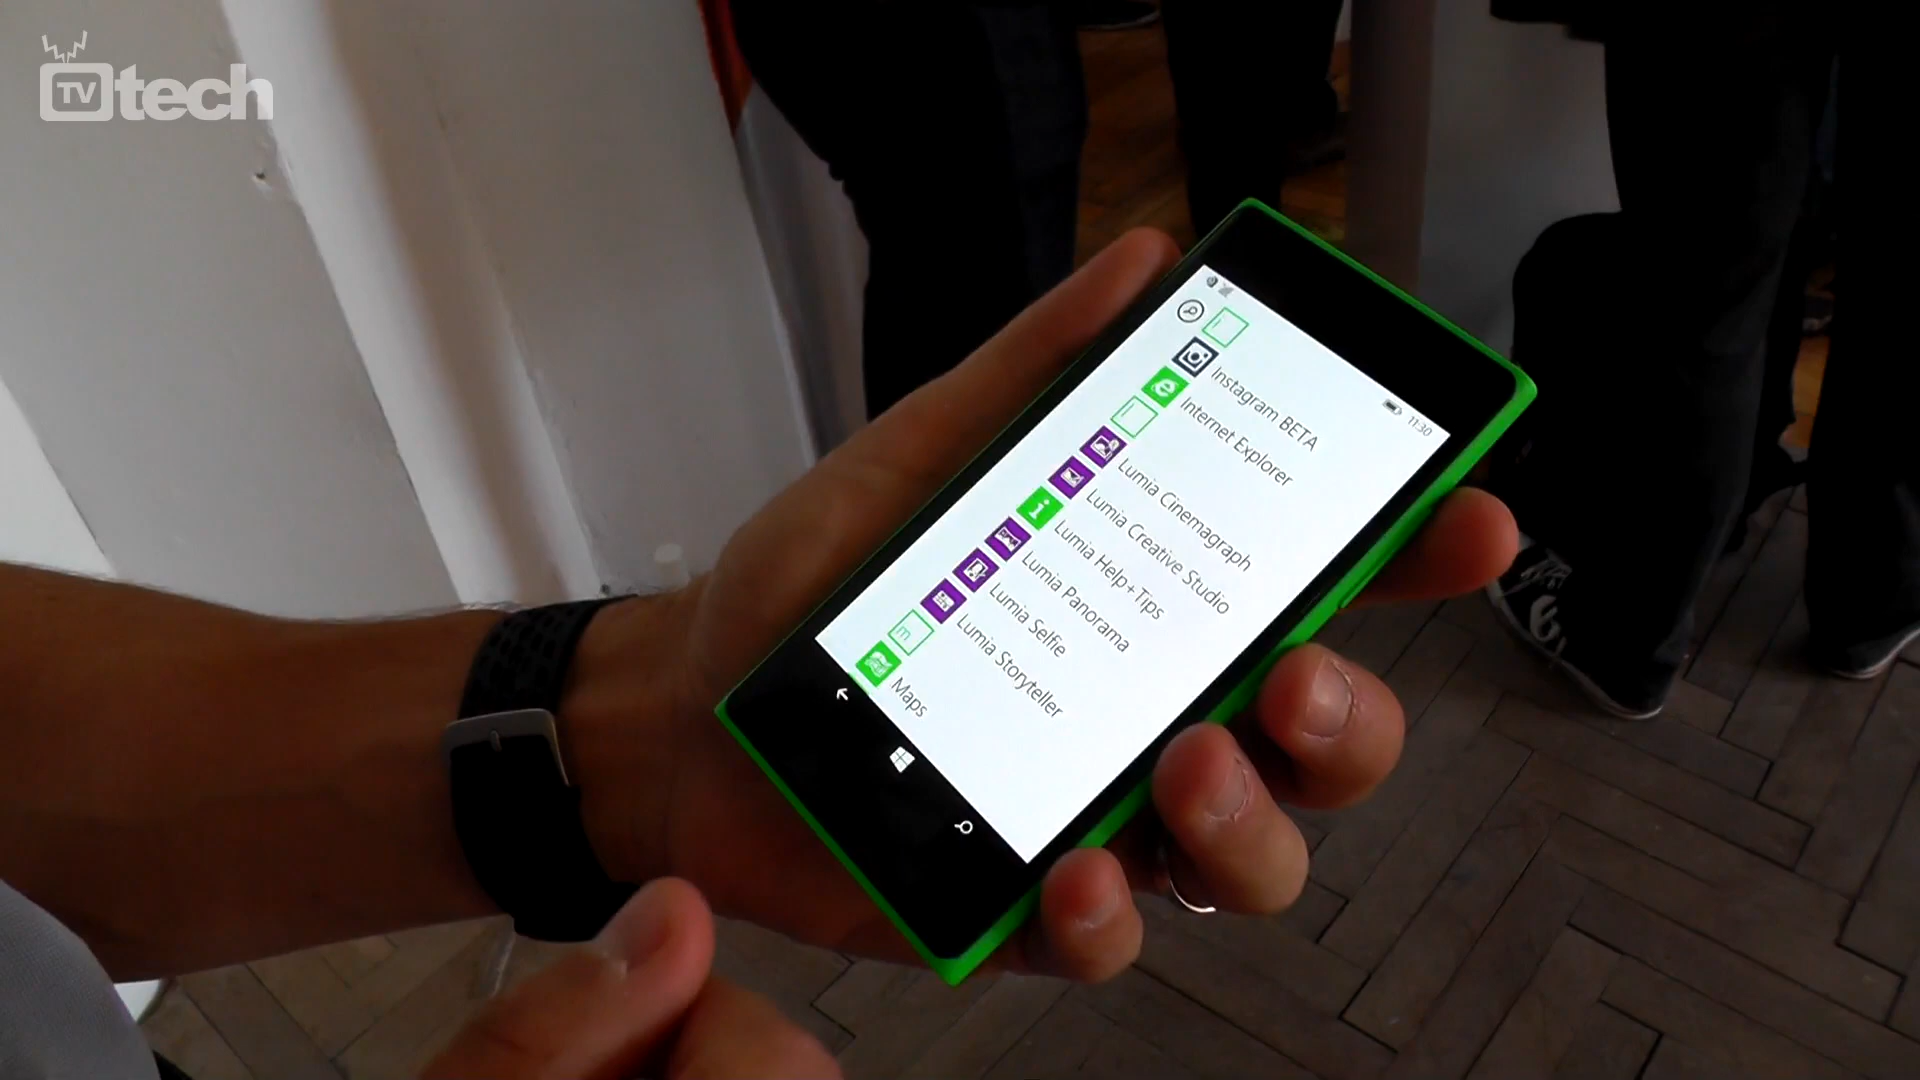 TV tech
11:30
i
Instagram BETA
Internet Explorer
l
Lumia Cinemagraph
Lumia Creative Studio
Lumia Help+Tips
Lumia Panorama
Lumia Selfie
Lumia Storyteller
m
Maps